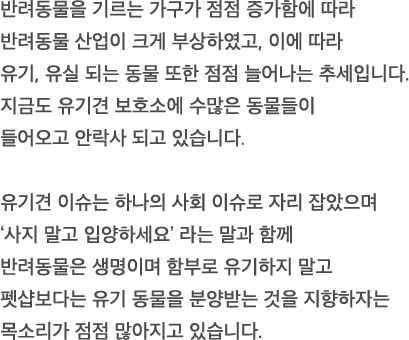 반려동물을 기르는 가구가 점점 증가함에 따라
반려동물 산업이 크게 부상하였고, 이에 따라
유기, 유실 되는 동물 또한 점점 늘어나는 추세입니다.
지금도 유기견 보호소에 수많은 동물들이
들어오고 안락사 되고 있습니다.
유기견 이슈는 하나의 사회 이슈로 자리 잡았으며
‘사지 말고 입양하세요’ 라는 말과 함께
반려동물은 생명이며 함부로 유기하지 말고
펫샵보다는 유기 동물을 분양받는 것을 지향하자는
목소리가 점점 많아지고 있습니다.